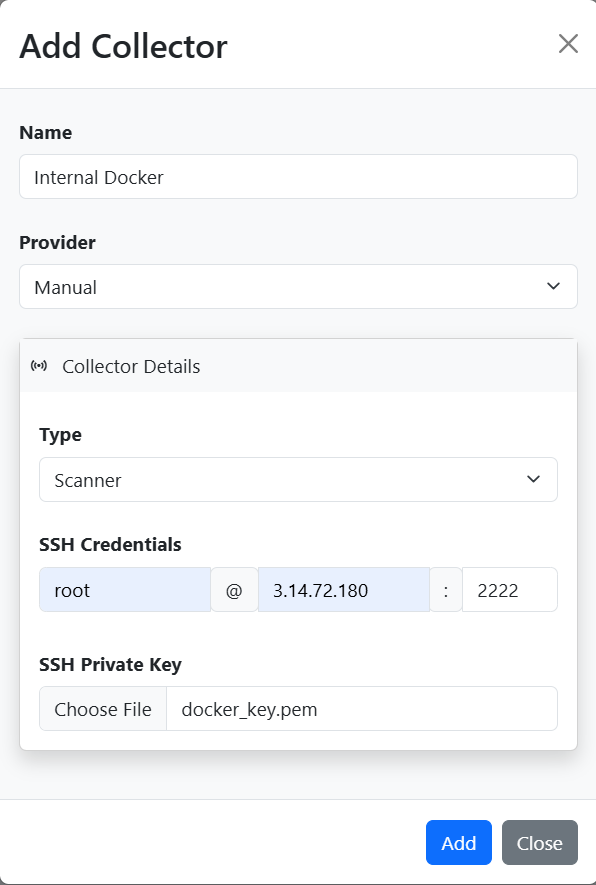 Add Collector
Name
Internal Docker
Provider
Manual
Collector Details
Type
Scanner
SSH Credentials
root @ 3.14.72.180 : 2222
SSH Private Key
Choose File docker_key.pem
Add Close